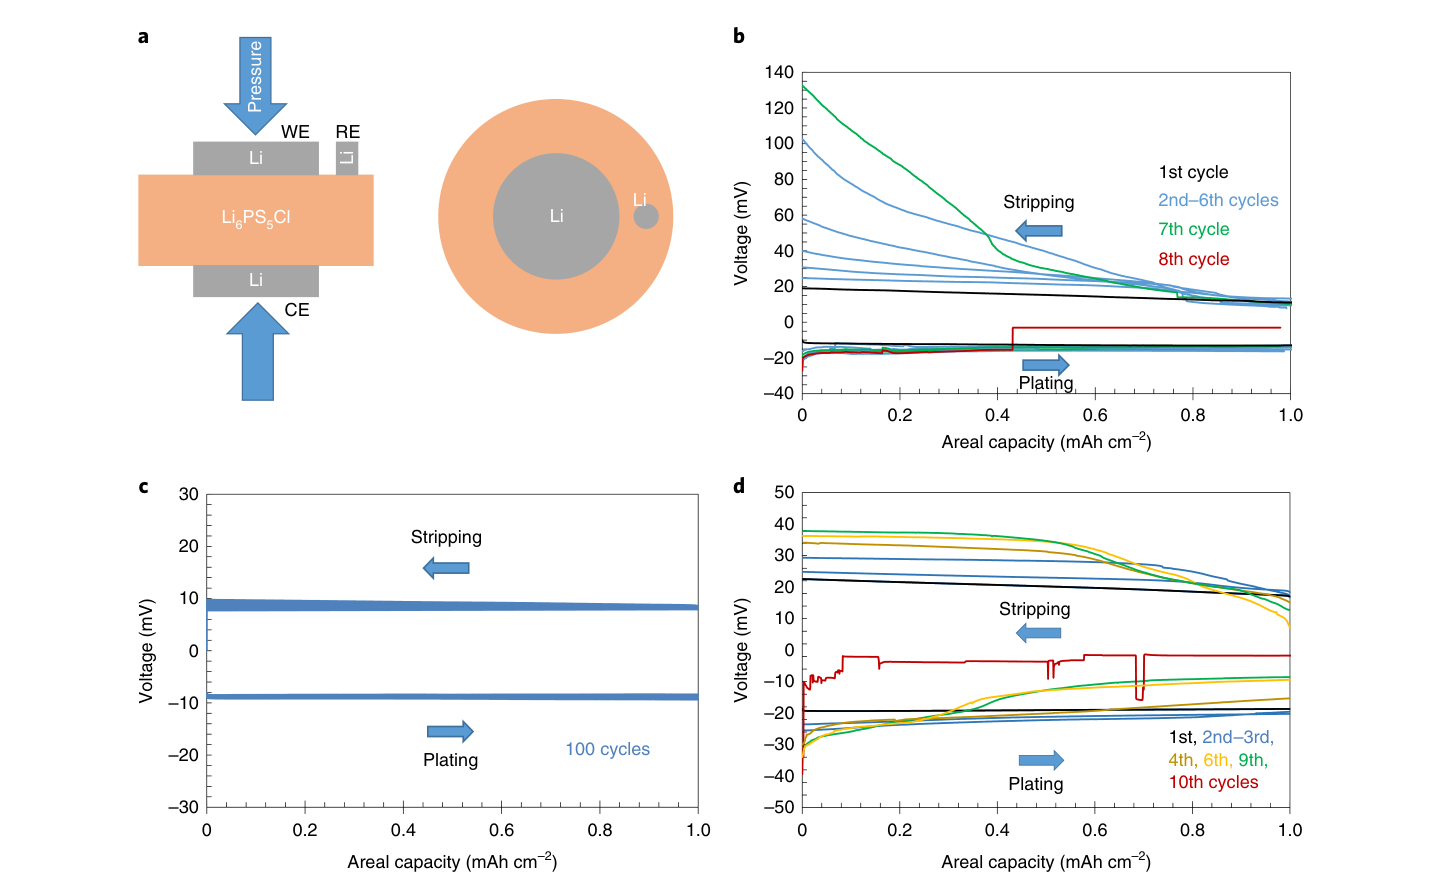 a
Pressure
WE
RE
Li
Li
Li6PS5Cl
Li
CE
Li
Li
b
140
120
100
80
60
40
20
0
−20
−40
Voltage (mV)
1st cycle
2nd–6th cycles
7th cycle
8th cycle
Stripping
Plating
0
0.2
0.4
0.6
0.8
1.0
Areal capacity (mAh cm−2)
c
30
20
10
0
−10
−20
−30
Voltage (mV)
Stripping
Plating
100 cycles
0
0.2
0.4
0.6
0.8
1.0
Areal capacity (mAh cm−2)
d
50
40
30
20
10
0
−10
−20
−30
−40
−50
Voltage (mV)
Stripping
Plating
1st, 2nd–3rd,
4th, 6th, 9th,
10th cycles
0
0.2
0.4
0.6
0.8
1.0
Areal capacity (mAh cm−2)